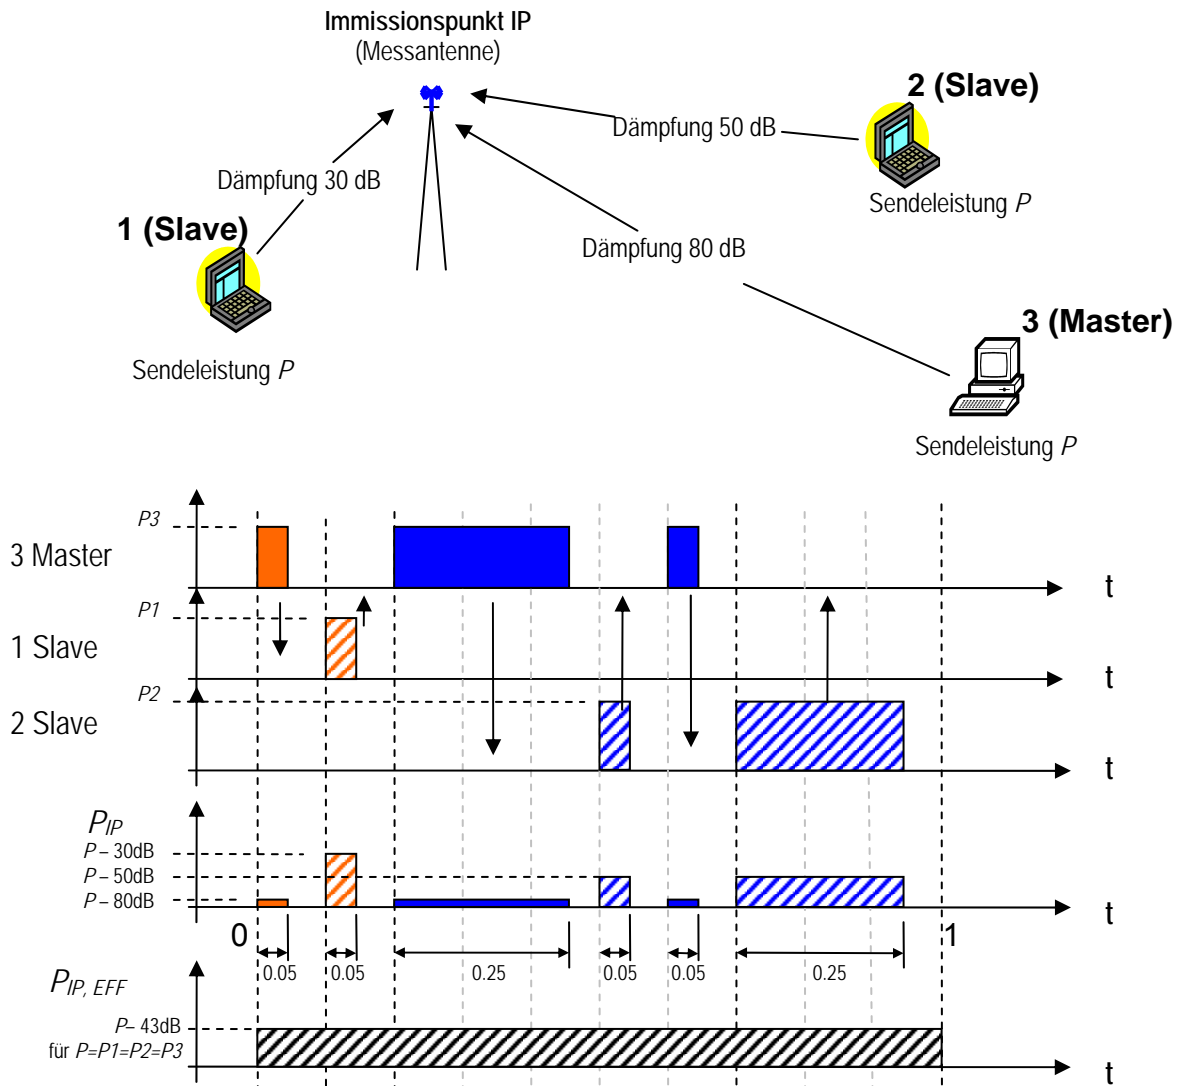 Immissionspunkt IP
(Messantenne)
2 (Slave)
Dämpfung 50 dB
Dämpfung 30 dB
Sendeleistung P
1 (Slave)
Dämpfung 80 dB
3 (Master)
Sendeleistung P
Sendeleistung P
P3
3 Master
t
P1
1 Slave
t
P2
2 Slave
t
PIP
P – 30dB
P – 50dB
P – 80dB
t
0
1
0.05
0.05
0.25
0.05
0.05
0.25
PIP, EFF
P– 43dB
für P=P1=P2=P3
t